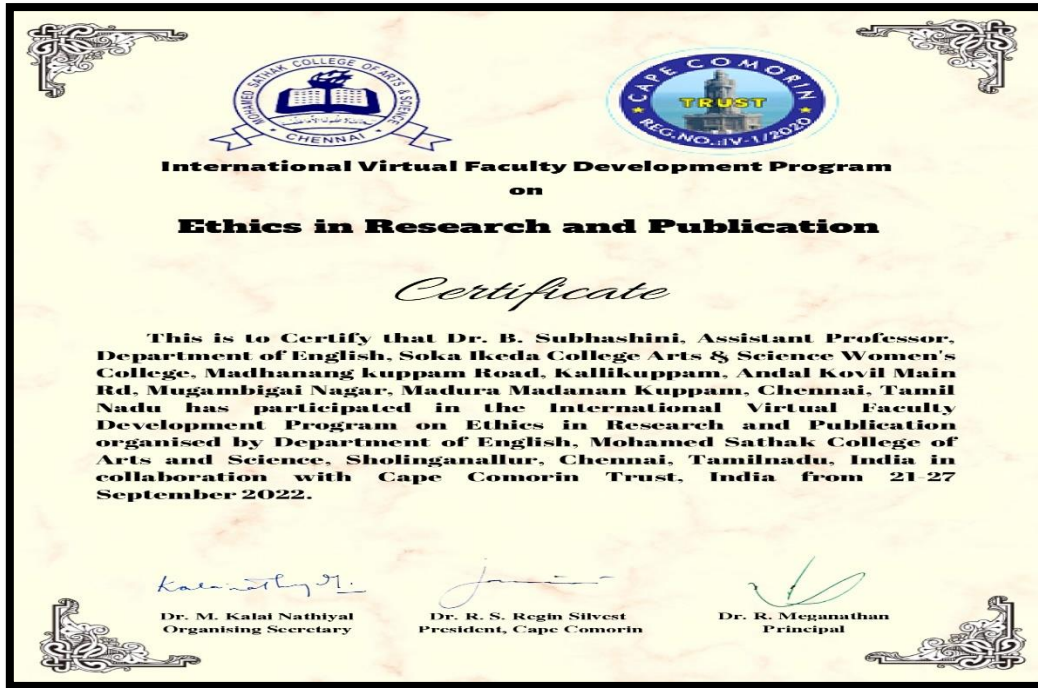 MOHAMED SATHAK COLLEGE OF ARTS & SCIENCE
CHENNAI
CAPE COMORIN
TRUST
REG.NO.:IV-1/2020
International Virtual Faculty Development Program
on
Ethics in Research and Publication
Certificate
This is to Certify that Dr. B. Subhashini, Assistant Professor,
Department of English, Soka Ikeda College Arts & Science Women's
College, Madhanang kuppam Road, Kallikuppam, Andal Kovil Main
Rd, Mugambigai Nagar, Madura Madanan Kuppam, Chennai, Tamil
Nadu has participated in the International Virtual Faculty
Development Program on Ethics in Research and Publication
organised by Department of English, Mohamed Sathak College of
Arts and Science, Sholinganallur, Chennai, Tamilnadu, India in
collaboration with Cape Comorin Trust, India from 21-27
September 2022.
Dr. M. Kalai Nathiyal
Organising Secretary
Dr. R. S. Regin Silvest
President, Cape Comorin
Dr. R. Meganathan
Principal